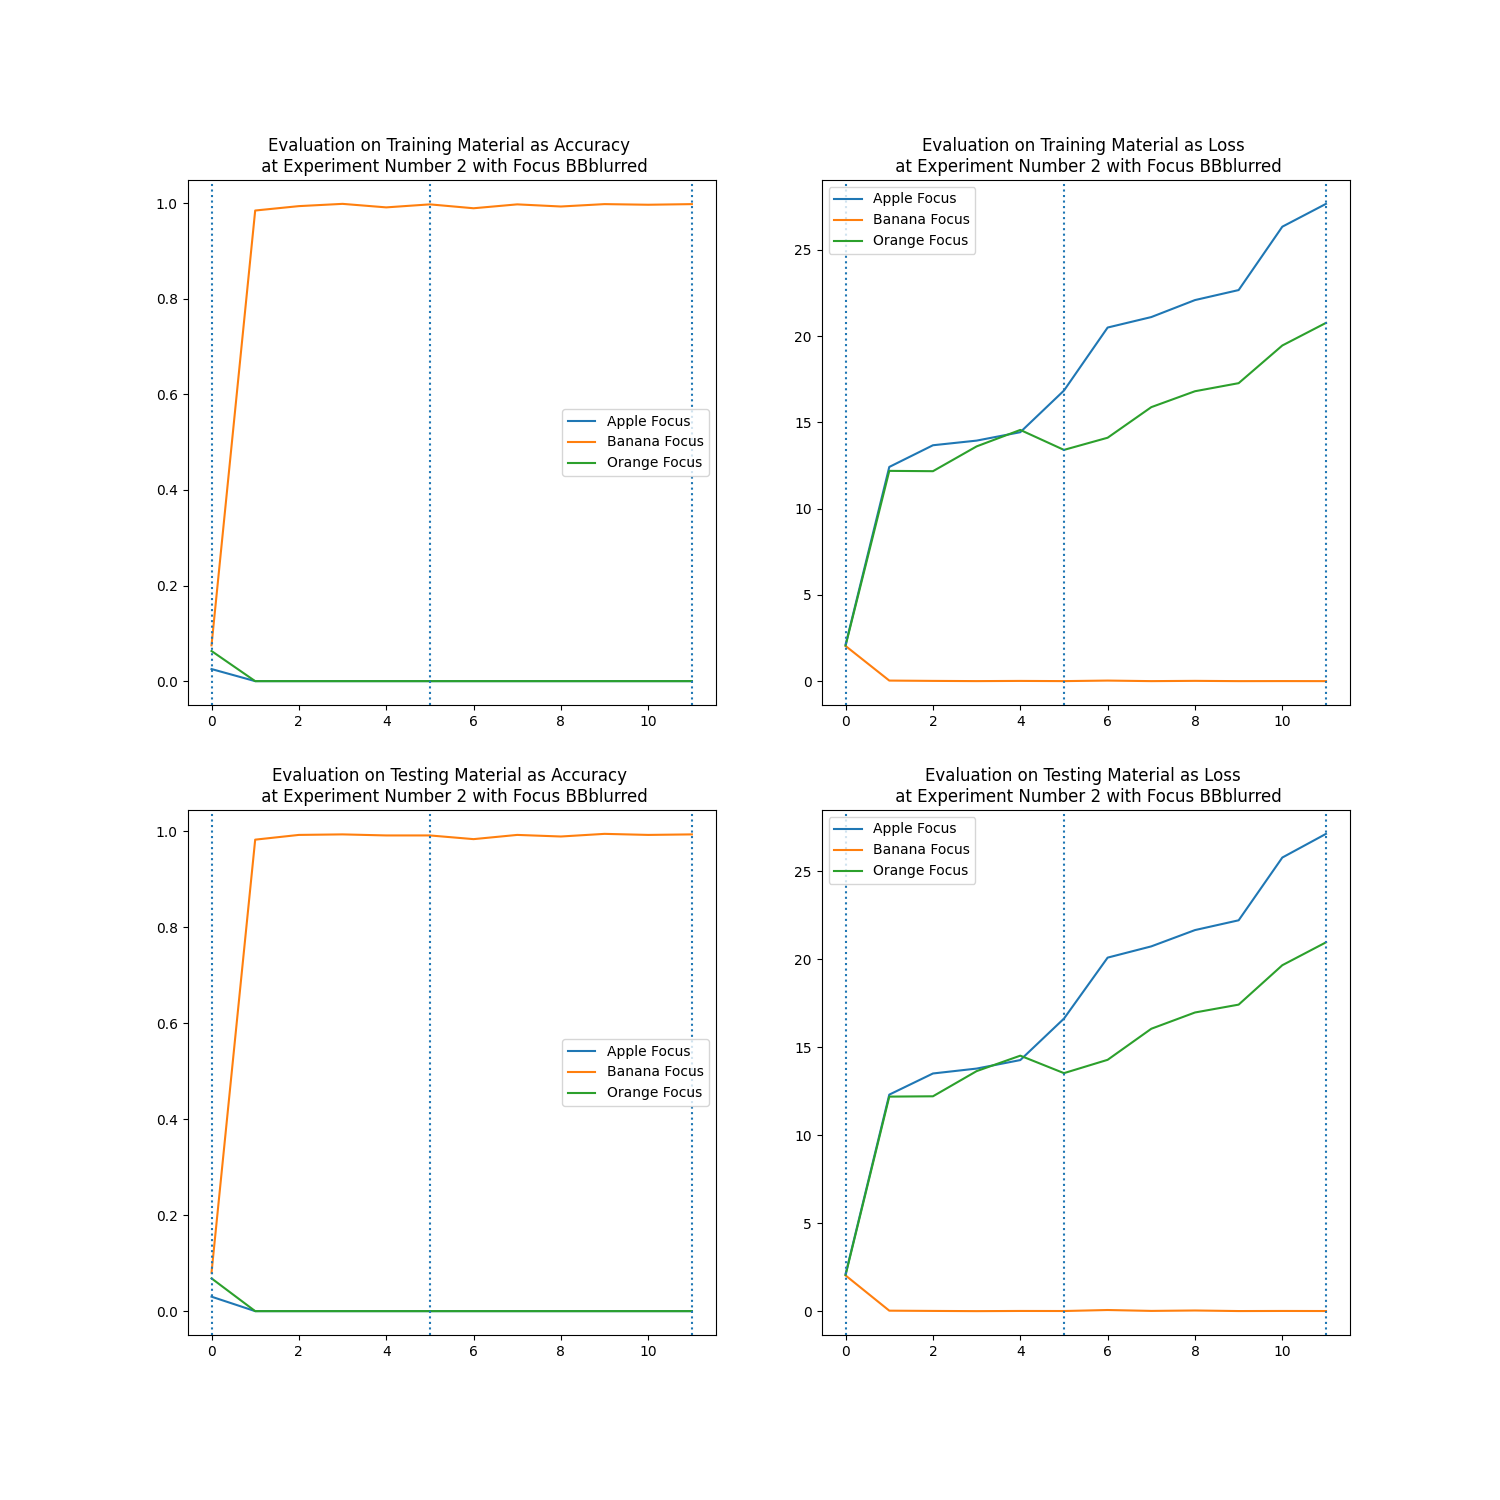 Evaluation on Training Material as Accuracy
at Experiment Number 2 with Focus BBblurred
1.0
0.8
0.6
0.4
0.2
0.0
Apple Focus
Banana Focus
Orange Focus
0 2 4 6 8 10
Evaluation on Training Material as Loss
at Experiment Number 2 with Focus BBblurred
Apple Focus
Banana Focus
Orange Focus
25
20
15
10
5
0
0 2 4 6 8 10
Evaluation on Testing Material as Accuracy
at Experiment Number 2 with Focus BBblurred
1.0
0.8
0.6
0.4
0.2
0.0
Apple Focus
Banana Focus
Orange Focus
0 2 4 6 8 10
Evaluation on Testing Material as Loss
at Experiment Number 2 with Focus BBblurred
Apple Focus
Banana Focus
Orange Focus
25
20
15
10
5
0
0 2 4 6 8 10